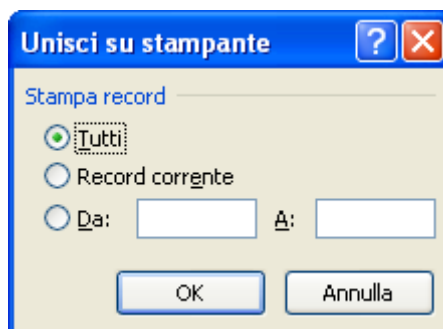 Unisci su stampante
Stampa record
Tutti
Record corrente
Da: A:
OK Annulla